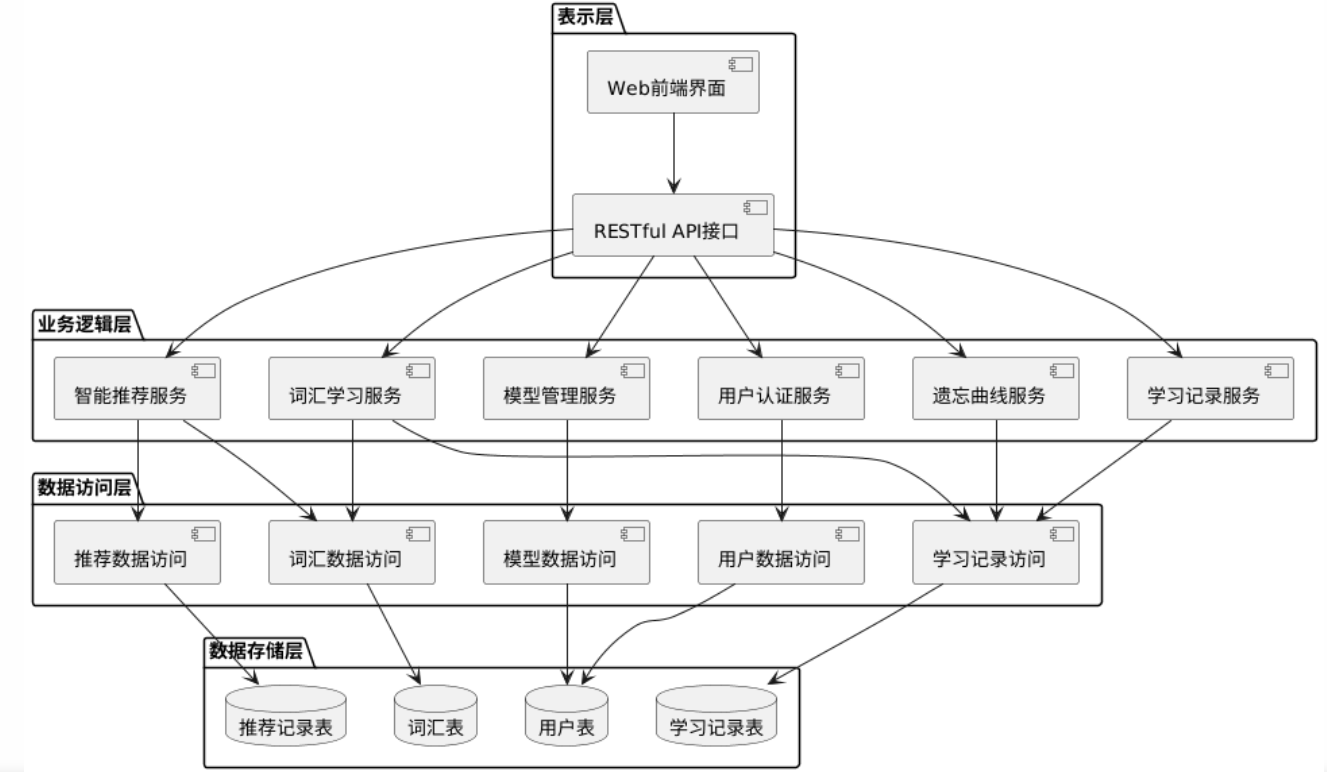 表示层
Web前端界面
RESTful API接口
业务逻辑层
智能推荐服务
词汇学习服务
模型管理服务
用户认证服务
遗忘曲线服务
学习记录服务
数据访问层
推荐数据访问
词汇数据访问
模型数据访问
用户数据访问
学习记录访问
数据存储层
推荐记录表
词汇表
用户表
学习记录表